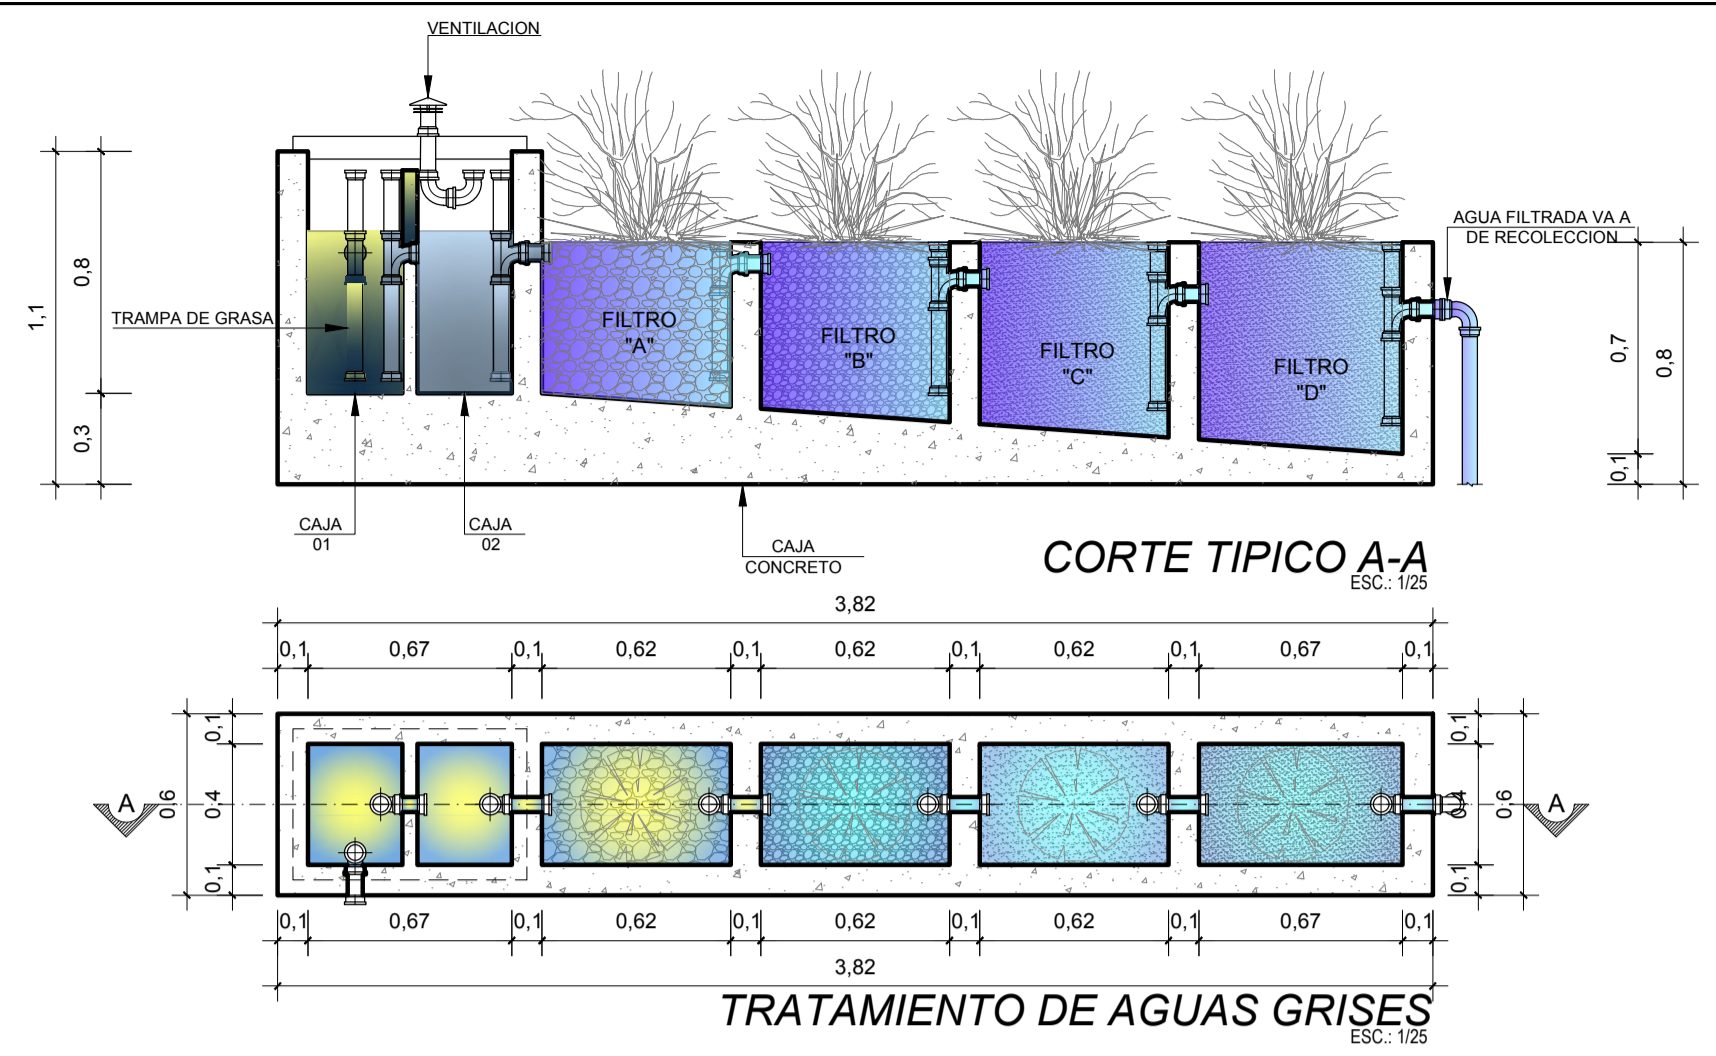 VENTILACION
AGUA FILTRADA VA A
DE RECOLECCION
TRAMPA DE GRASA
1,1
0,8
0,3
FILTRO
"A"
FILTRO
"B"
FILTRO
"C"
FILTRO
"D"
0,7
0,8
0,1
CAJA
01
CAJA
02
CAJA
CONCRETO
CORTE TIPICO A-A
ESC.: 1/25
3,82
0,1 0,67 0,1 0,62 0,1 0,62 0,1 0,62 0,1 0,67 0,1
0,1
0,6
0,4
0,1
A
0,1
0,4
0,6
0,1
A
0,1 0,67 0,1 0,62 0,1 0,62 0,1 0,62 0,1 0,67 0,1
3,82
TRATAMIENTO DE AGUAS GRISES
ESC.: 1/25